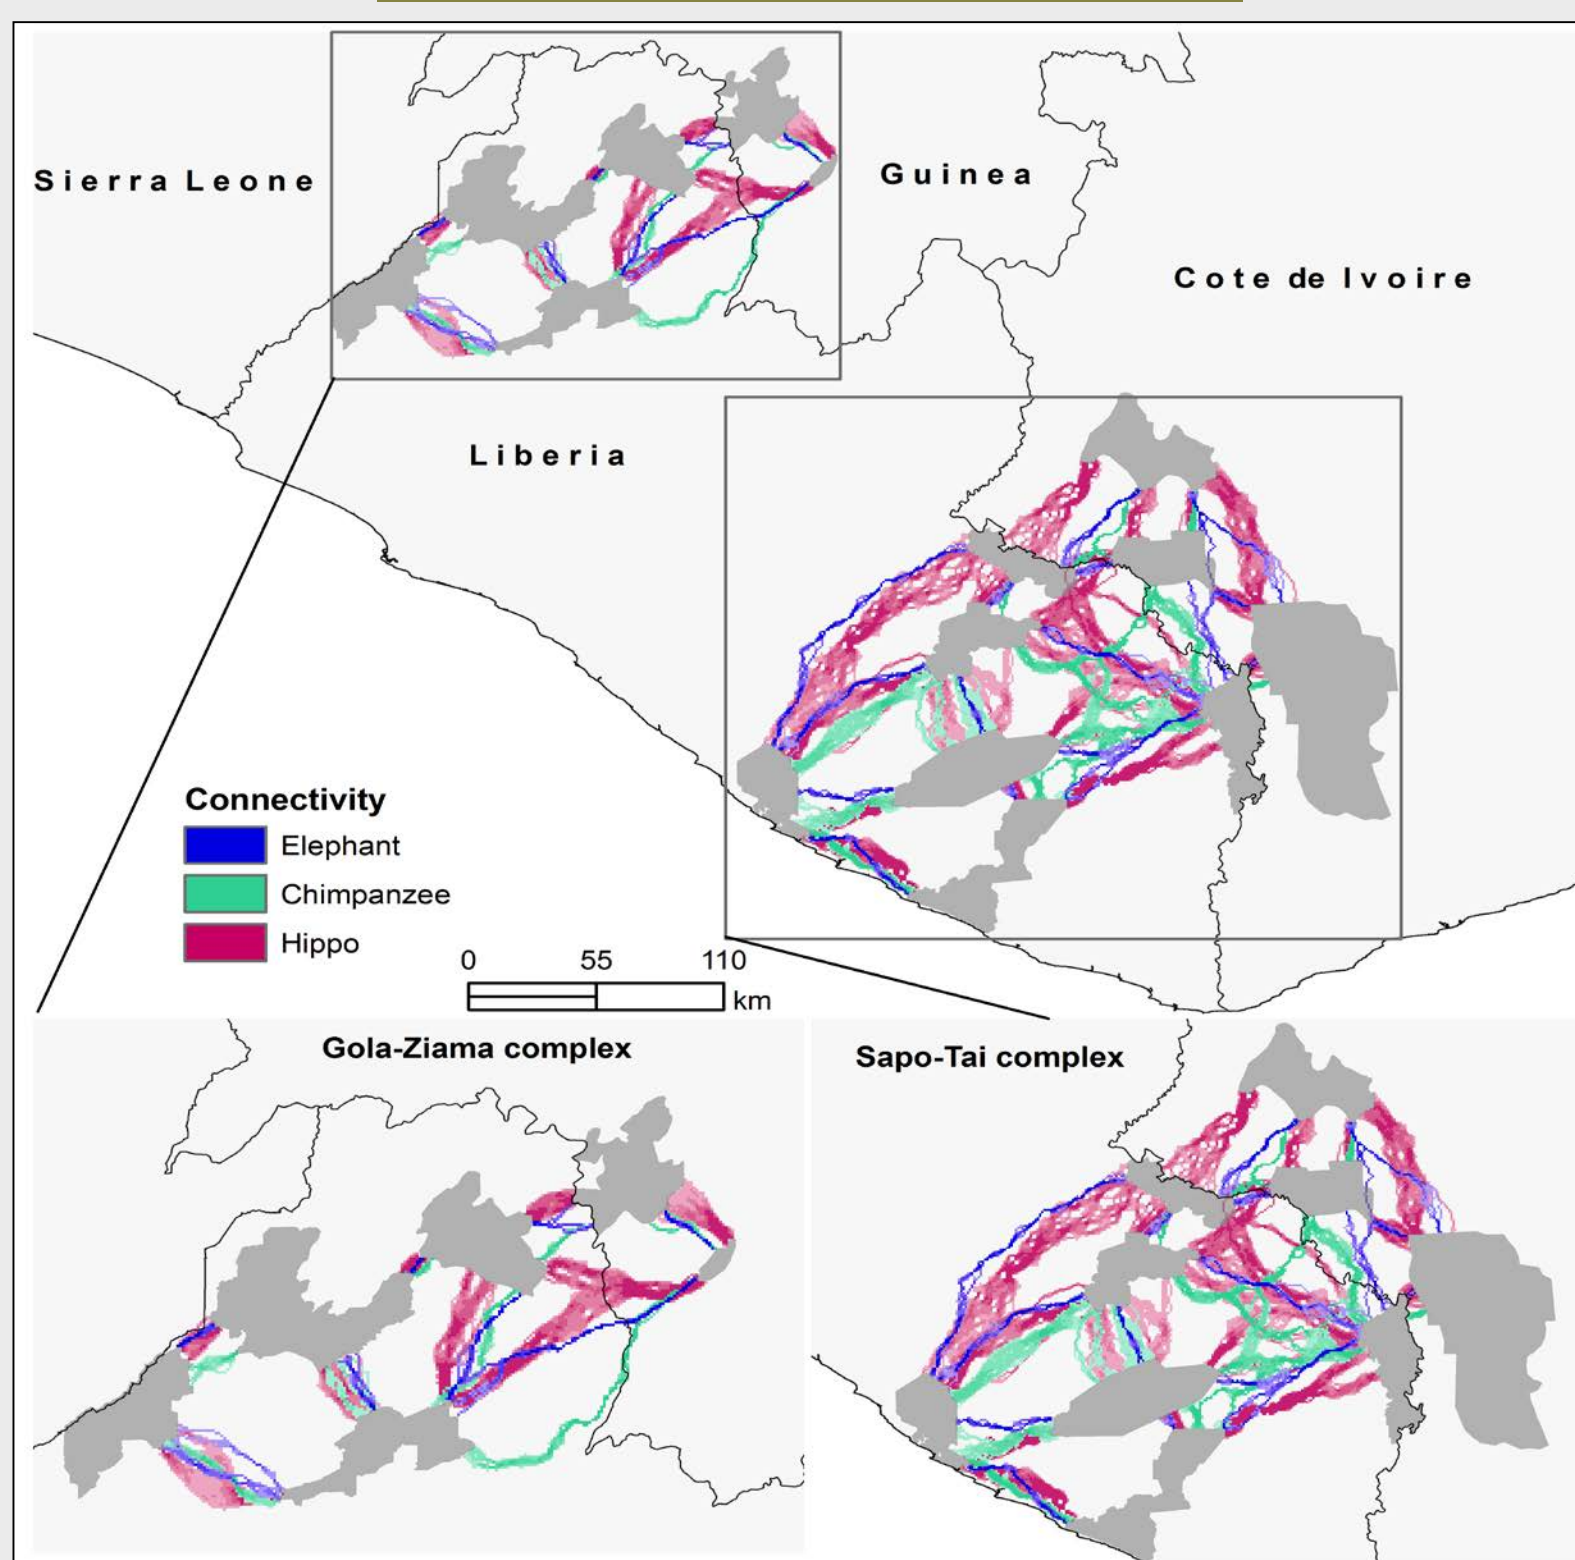 Sierra Leone
Guinea
Cote de Ivoire
Liberia
Connectivity
Elephant
Chimpanzee
Hippo
0 55 110
km
Gola-Ziama complex
Sapo-Tai complex